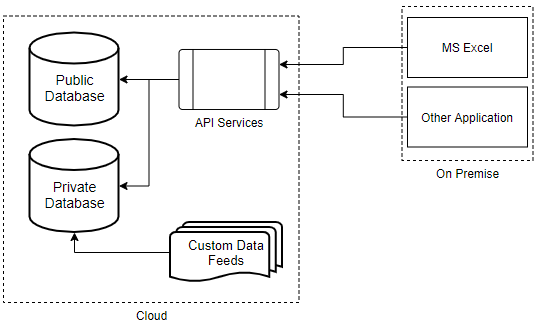 Public
Database
API Services
MS Excel
Other Application
On Premise
Private
Database
Custom Data
Feeds
Cloud